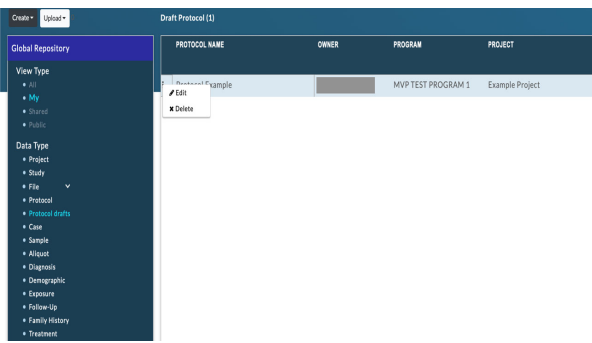 Create Upload Draft Protocol (1)
Global Repository
View Type
All
My
Shared
Public
Data Type
Project
Study
File
Protocol
Protocol drafts
Case
Sample
Aliquot
Diagnosis
Demographic
Exposure
Follow-Up
Family History
Treatment
PROTOCOL NAME OWNER PROGRAM PROJECT
Protocol Example MVP TEST PROGRAM 1 Example Project
Edit
Delete